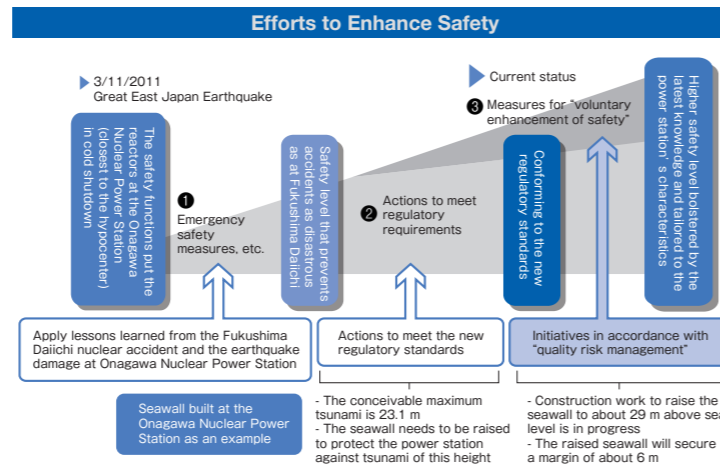 Efforts to Enhance Safety
3/11/2011
Great East Japan Earthquake
Current status
❸ Measures for “voluntary
enhancement of safety”
The safety functions put the
reactors at the Onagawa
Nuclear Power Station
(closest to the hypocenter)
in cold shutdown
❶
Emergency
safety
measures, etc.
Safety level that prevents
accidents as disastrous
as at Fukushima Daiichi
❷ Actions to meet
regulatory
requirements
Conforming to the new
regulatory standards
Higher safety level bolstered by the
latest knowledge and tailored to the
power station’s characteristics
Apply lessons learned from the Fukushima
Daiichi nuclear accident and the earthquake
damage at Onagawa Nuclear Power Station
Actions to meet the new
regulatory standards
Initiatives in accordance with
“quality risk management”
Seawall built at the
Onagawa Nuclear Power
Station as an example
- The conceivable maximum
tsunami is 23.1 m
- The seawall needs to be raised
to protect the power station
against tsunami of this height
- Construction work to raise the
seawall to about 29 m above sea
level is in progress
- The raised seawall will secure
a margin of about 6 m